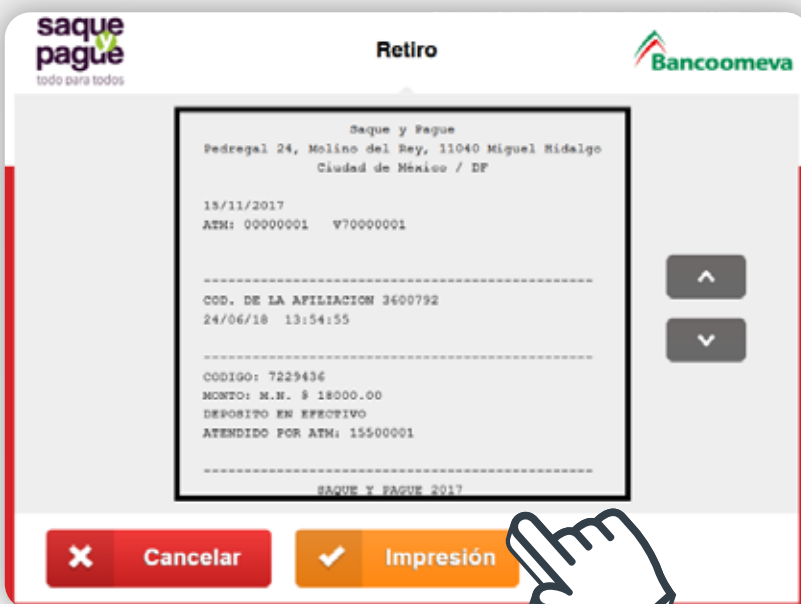 saque
y
pague
todo para todos
Retiro
Bancoomeva
Saque y Pague
Pedregal 24, Molino del Rey, 11040 Miguel Hidalgo
Ciudad de México / DF
15/11/2017
ATM: 00000001 V70000001
COD. DE LA AFILIACION 3600792
24/06/18 13:54:55
CODIGO: 7229436
MONTO: M.N. $ 18000.00
DEPOSITO EN EFECTIVO
ATENDIDO POR ATM: 15500001
SAQUE Y PAGUE 2017
Cancelar
Impresión